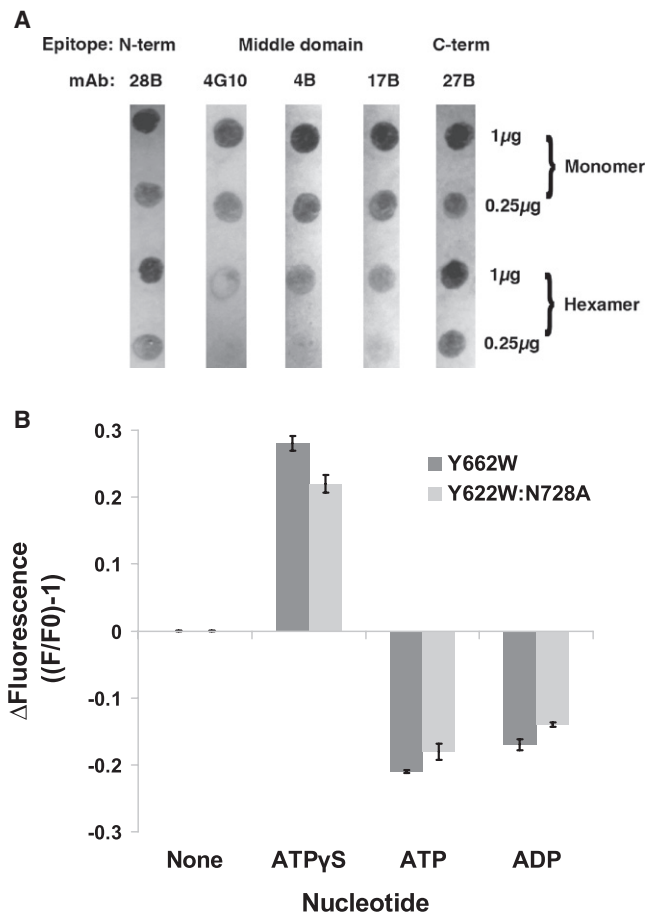 A
Epitope: N-term Middle domain C-term
mAb: 28B 4G10 4B 17B 27B
1µg
Monomer
0.25µg
1µg
Hexamer
0.25µg
B
0.3
0.2
0.1
0
-0.1
-0.2
-0.3
ΔFluorescence
((F/F0)-1)
Y662W
Y622W:N728A
None ATPγS ATP ADP
Nucleotide